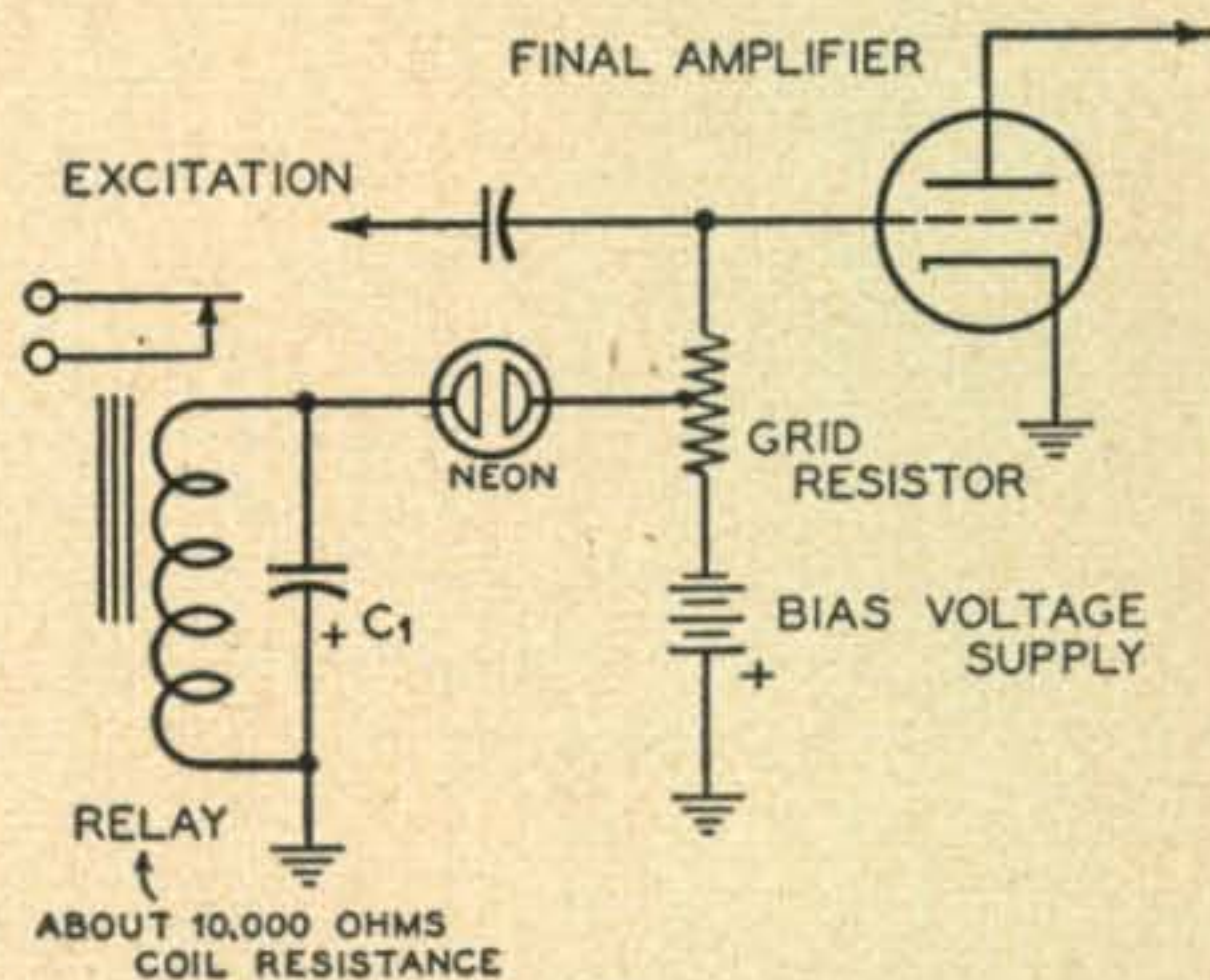 FINAL AMPLIFIER
EXCITATION
NEON
GRID
RESISTOR
+ C1
BIAS VOLTAGE
SUPPLY
+
RELAY
ABOUT 10,000 OHMS
COIL RESISTANCE